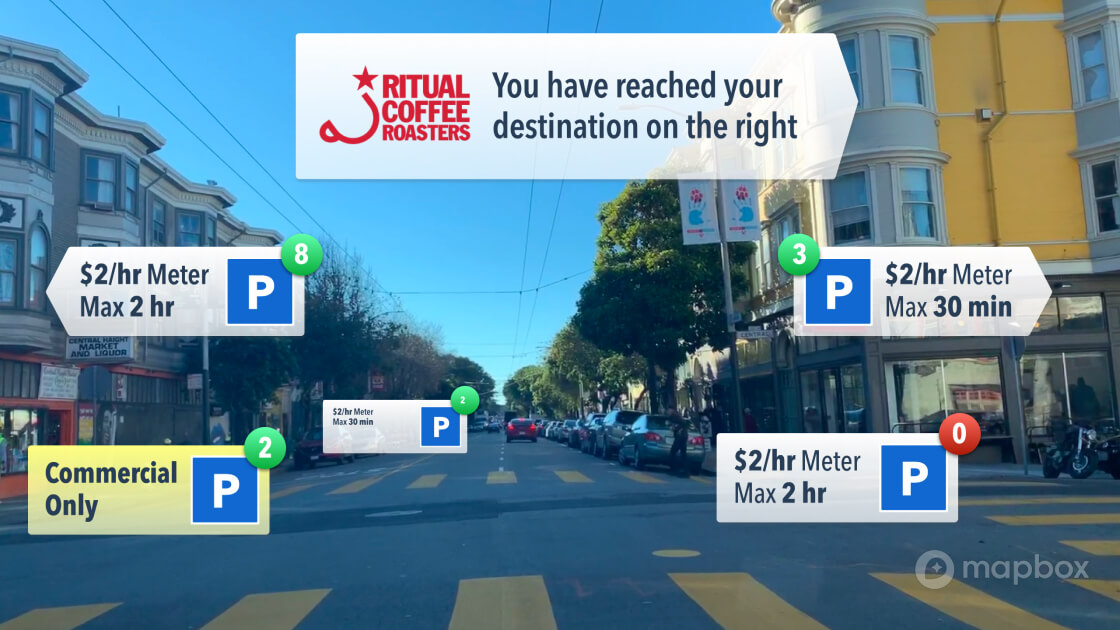 RITUAL
COFFEE
ROASTERS
You have reached your
destination on the right
8
$2/hr Meter
Max 2 hr
P
3
P
$2/hr Meter
Max 30 min
CENTRAL HAIGHT
MARKET
AND LIQUOR
CENTRAL
2
$2/hr Meter
Max 30 min
P
2
Commercial
Only
P
0
$2/hr Meter
Max 2 hr
P
mapbox